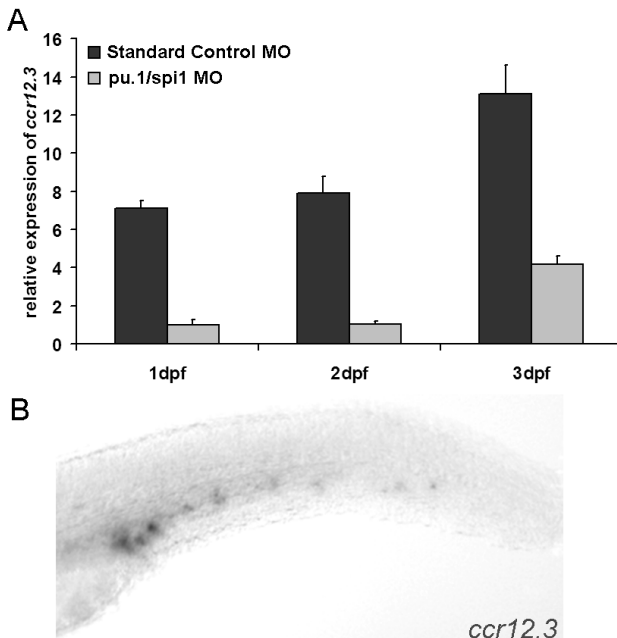 A
Standard Control MO
pu.1/spi1 MO
relative expression of ccr12.3
16
14
12
10
8
6
4
2
0
1dpf
2dpf
3dpf
B
ccr12.3